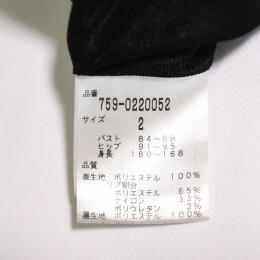 品番
759-0220052
サイズ
2
バスト 84～88
ヒップ 91～95
身長 160～168
品質
表生地 ポリエステル 100%
リブ部分
ポリエステル 65%
ナイロン 33%
ポリウレタン 2%
裏生地 ポリエステル 100%